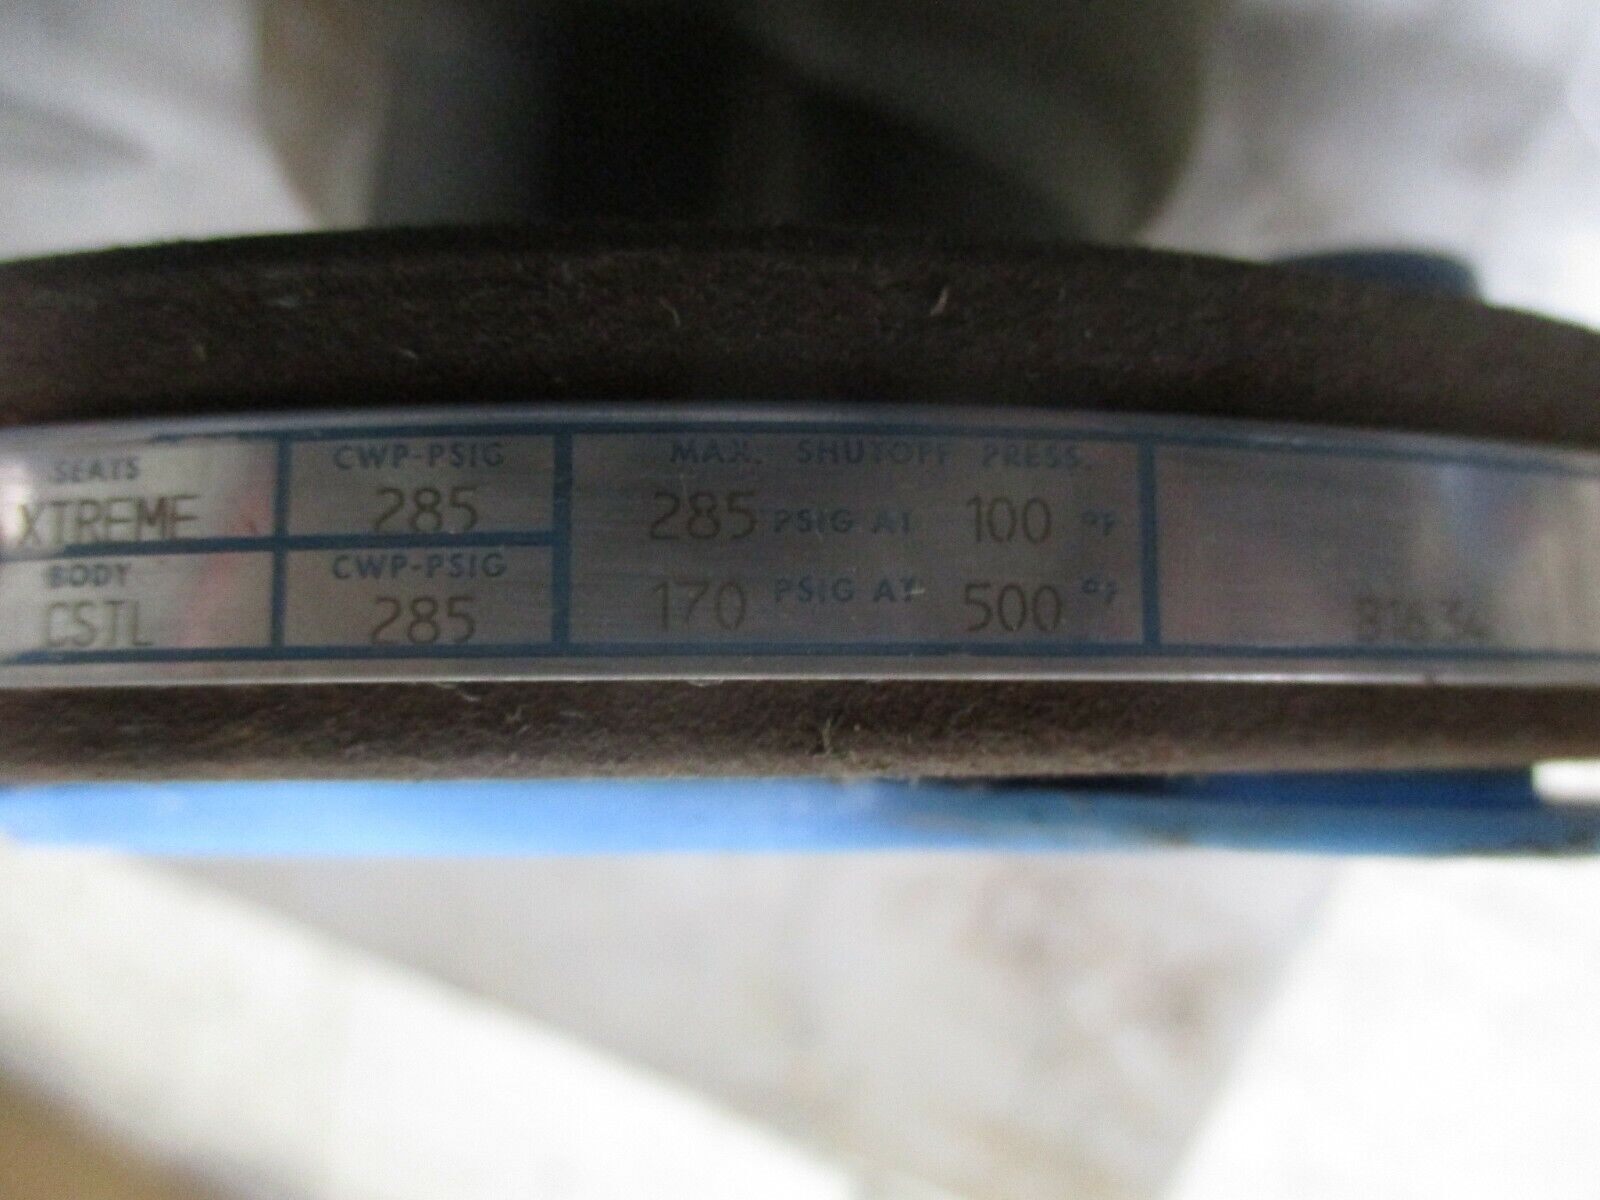 SEATS CWP-PSIG MAX. SHUTOFF PRESS.
XTREME 285 285 PSIG AT 100 °F
BODY CWP-PSIG
CSTL 285 170 PSIG AT 500 °F
B1634